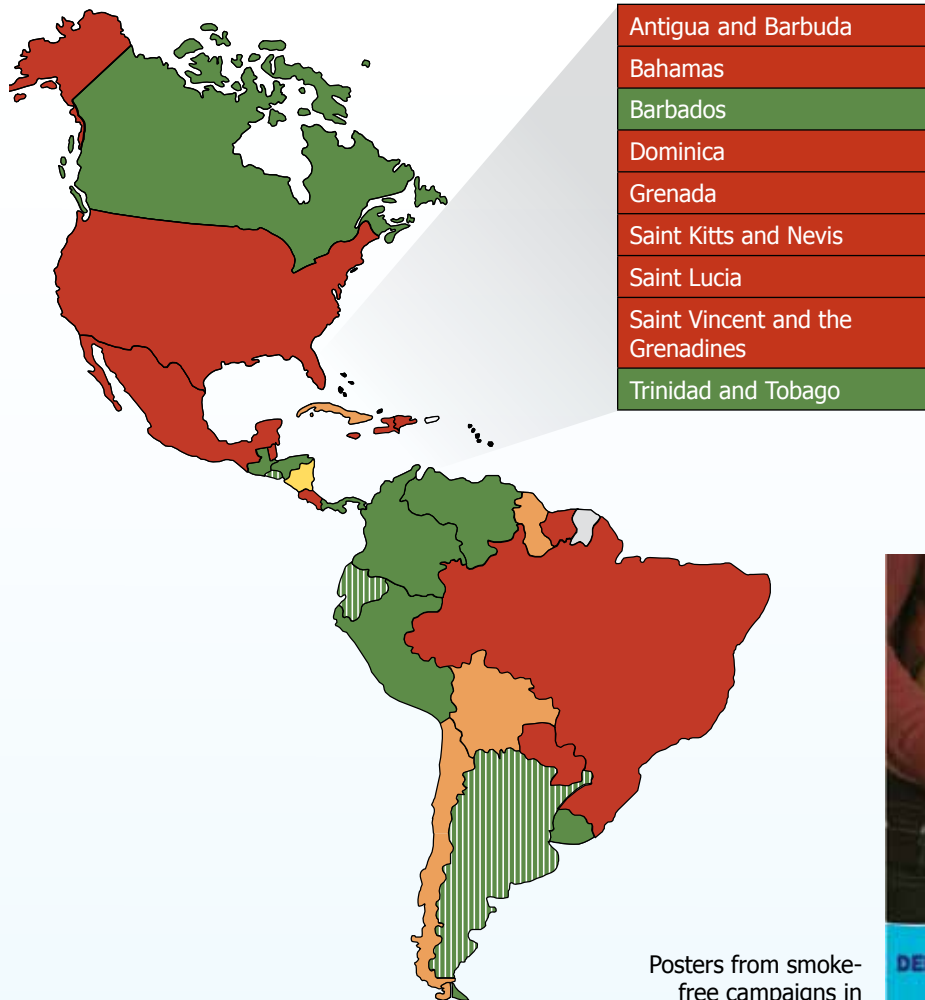 Antigua and Barbuda
Bahamas
Barbados
Dominica
Grenada
Saint Kitts and Nevis
Saint Lucia
Saint Vincent and the
Grenadines
Trinidad and Tobago
Posters from smoke-
free campaigns in
DE